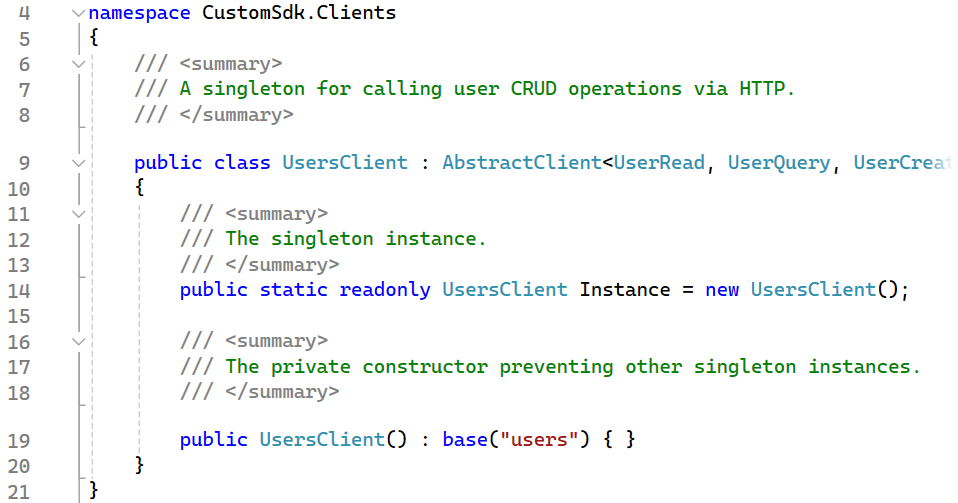 4 namespace CustomSdk.Clients
5 {
6 /// <summary>
7 /// A singleton for calling user CRUD operations via HTTP.
8 /// </summary>
9 public class UsersClient : AbstractClient<UserRead, UserQuery, UserCreat
10 {
11 /// <summary>
12 /// The singleton instance.
13 /// </summary>
14 public static readonly UsersClient Instance = new UsersClient();
15
16 /// <summary>
17 /// The private constructor preventing other singleton instances.
18 /// </summary>
19 public UsersClient() : base("users") { }
20 }
21 }